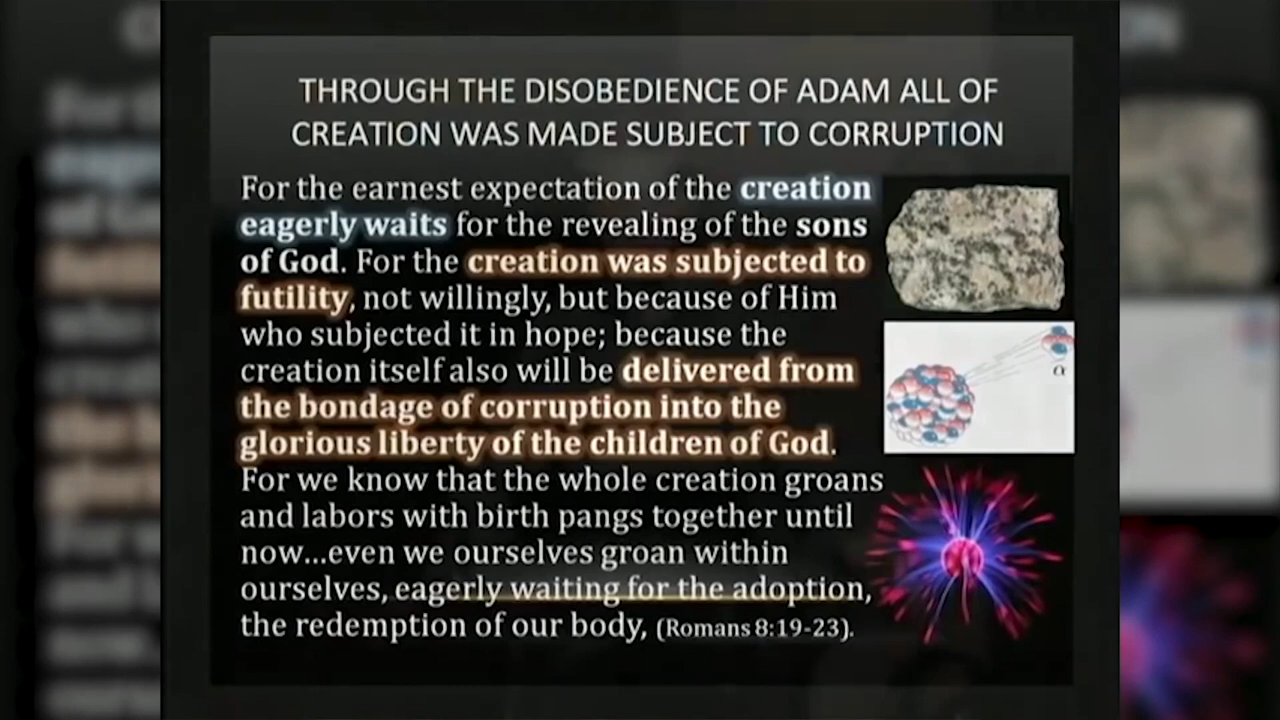 THROUGH THE DISOBEDIENCE OF ADAM ALL OF
CREATION WAS MADE SUBJECT TO CORRUPTION
For the earnest expectation of the creation
eagerly waits for the revealing of the sons
of God. For the creation was subjected to
futility, not willingly, but because of Him
who subjected it in hope; because the
creation itself also will be delivered from
the bondage of corruption into the
glorious liberty of the children of God.
For we know that the whole creation groans
and labors with birth pangs together until
now...even we ourselves groan within
ourselves, eagerly waiting for the adoption,
the redemption of our body, (Romans 8:19-23).
α